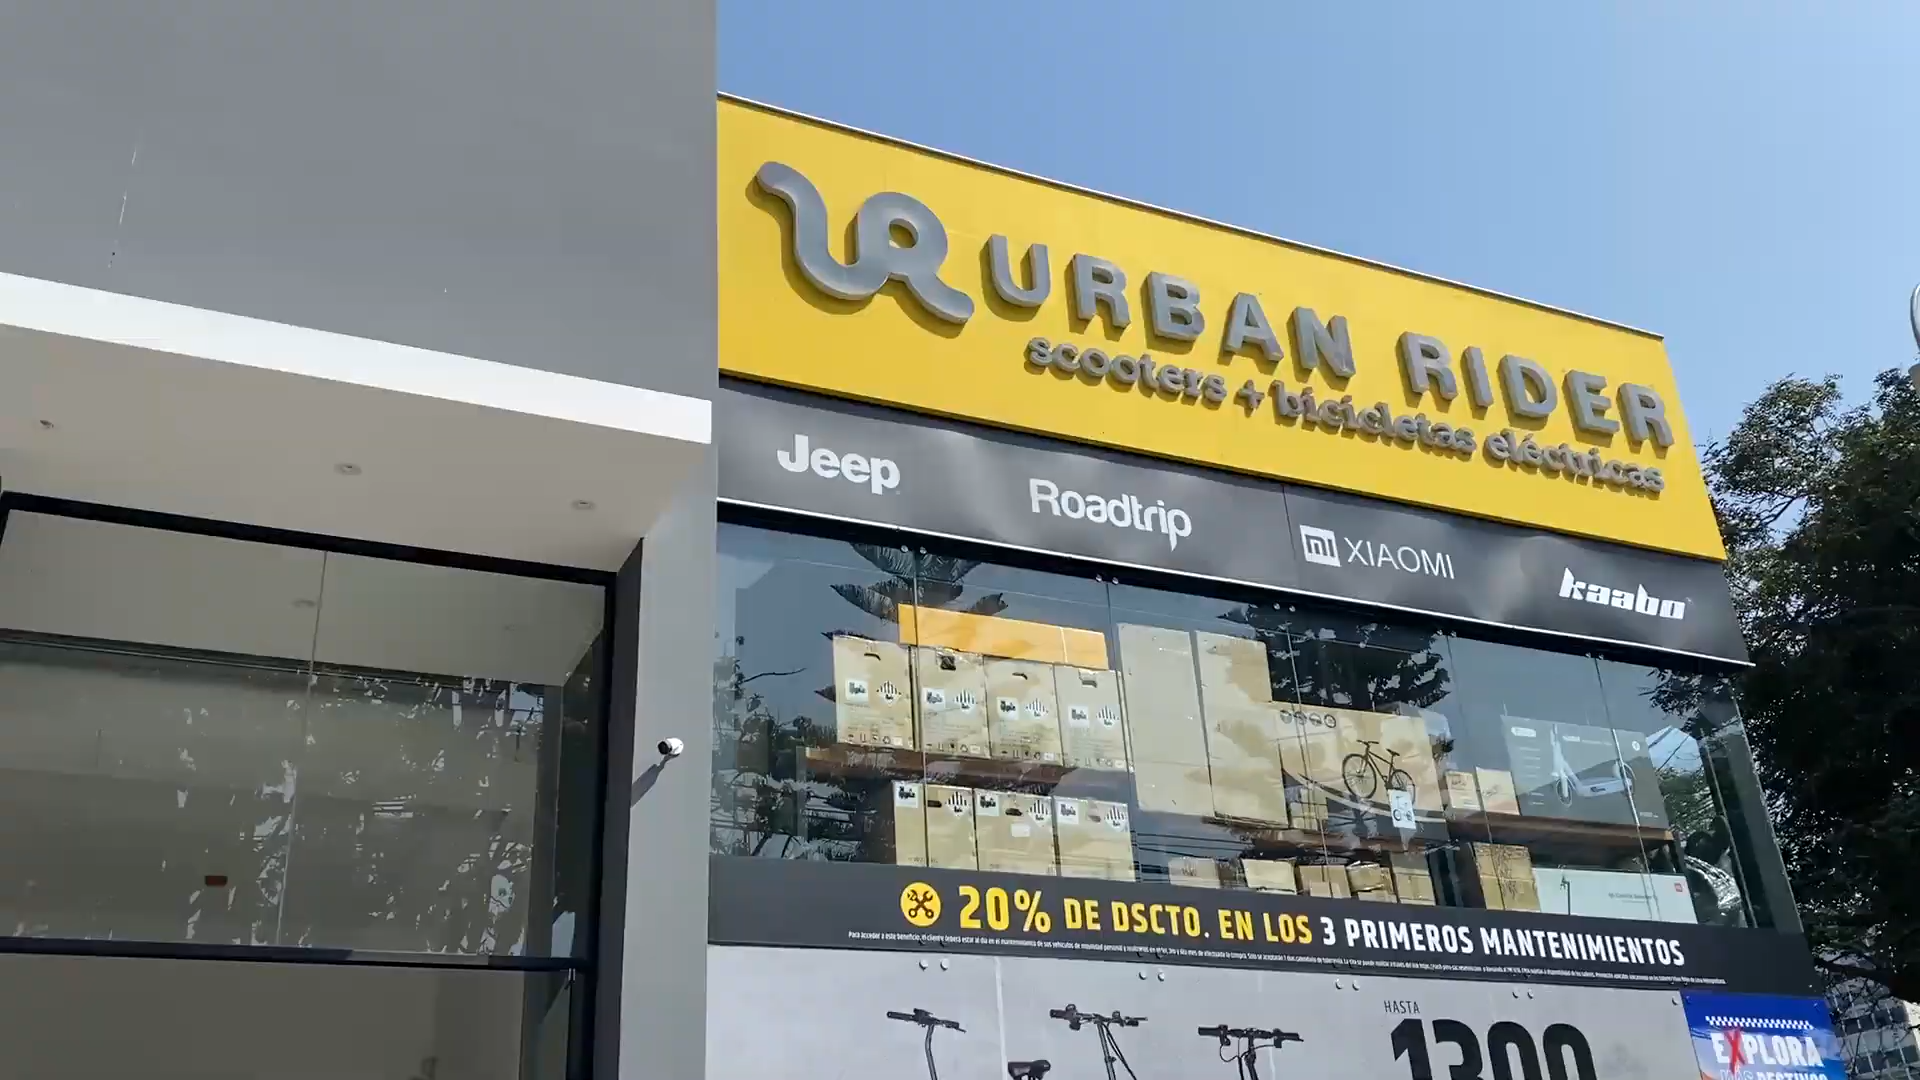 URBAN RIDER
scooters + bicicletas eléctricas
Jeep
Roadtrip
mi XIAOMI
kaabo
20% DE DSCTO. EN LOS 3 PRIMEROS MANTENIMIENTOS
HASTA
1300
EXPLORA